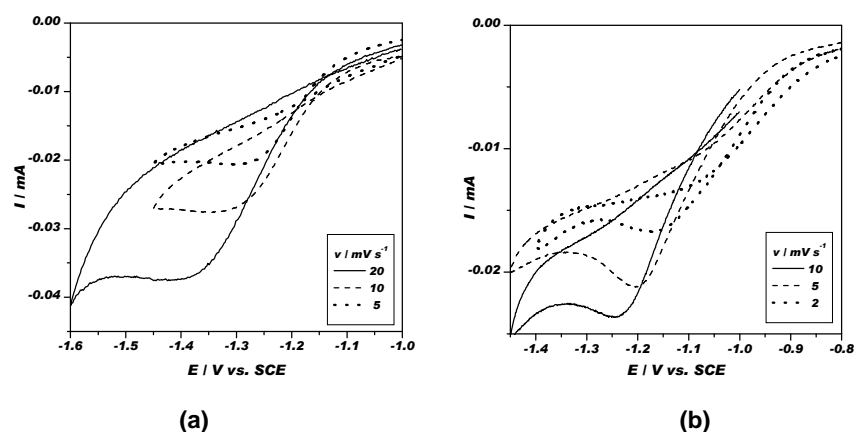 0.00
-0.01
-0.02
-0.03
-0.04
I / mA
-1.6 -1.5 -1.4 -1.3 -1.2 -1.1 -1.0
E / V vs. SCE
v / mV s⁻¹
20
10
5
(a)
0.00
-0.01
-0.02
I / mA
-1.4 -1.3 -1.2 -1.1 -1.0 -0.9 -0.8
E / V vs. SCE
v / mV s⁻¹
10
5
2
(b)